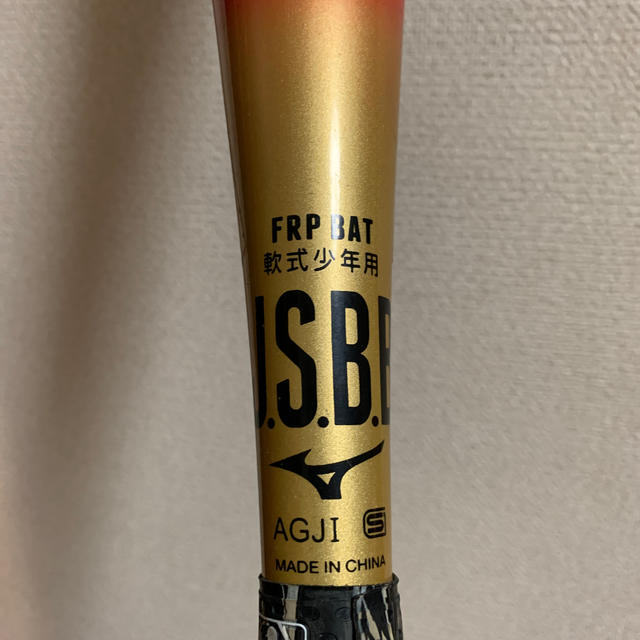 FRP BAT
軟式少年用
J.S.B.B
AGJI S
MADE IN CHINA